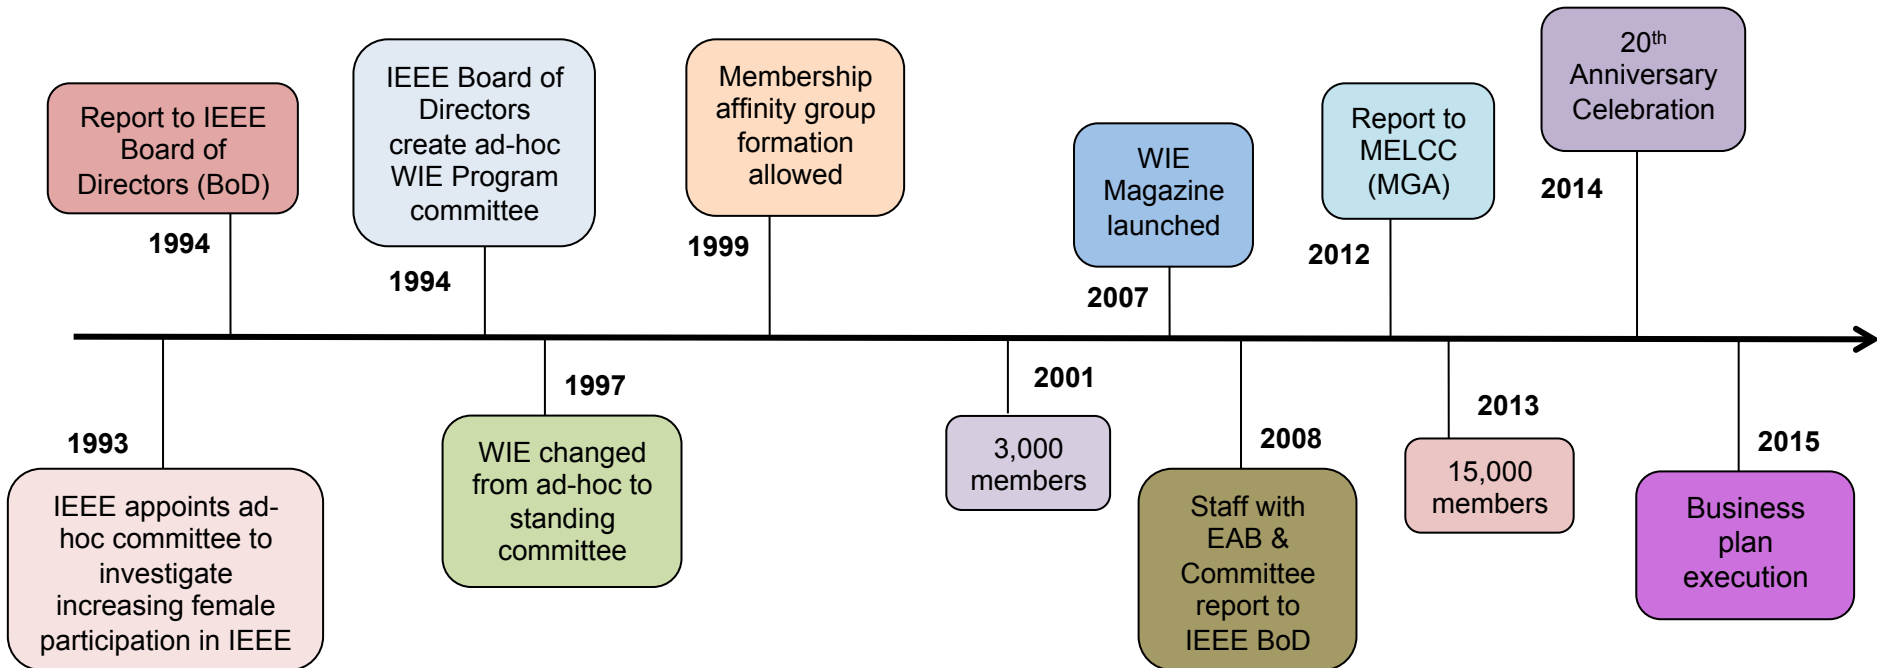 Report to IEEE
Board of
Directors (BoD)
1994
IEEE Board of
Directors
create ad-hoc
WIE Program
committee
1994
Membership
affinity group
formation
allowed
1999
WIE
Magazine
launched
2007
Report to
MELCC
(MGA)
2012
20th
Anniversary
Celebration
2014
1993
IEEE appoints ad-
hoc committee to
investigate
increasing female
participation in IEEE
1997
WIE changed
from ad-hoc to
standing
committee
2001
3,000
members
2008
Staff with
EAB &
Committee
report to
IEEE BoD
2013
15,000
members
2015
Business
plan
execution